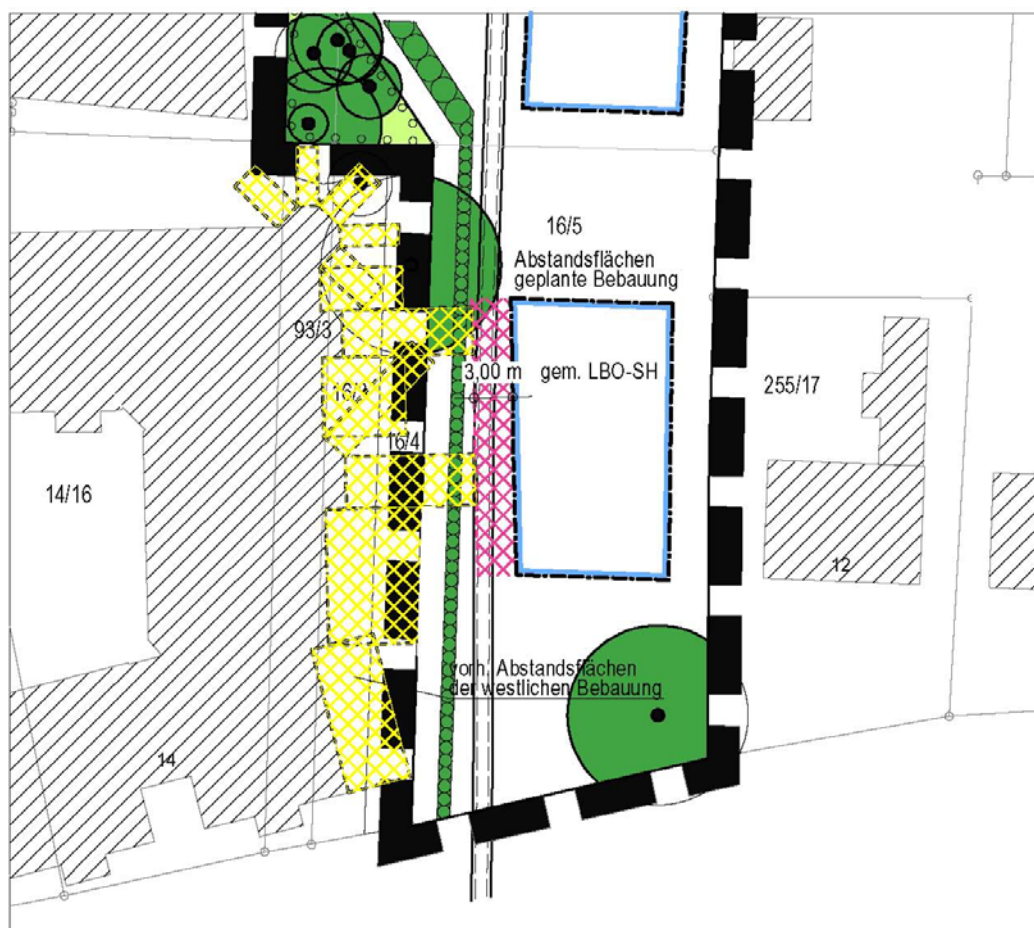 16/5
Abstandsflächen
geplante Bebauung
93/3
3,00 m gem. LBO-SH
255/17
16/4
14/16
12
vorh. Abstandsflächen
der westlichen Bebauung
14